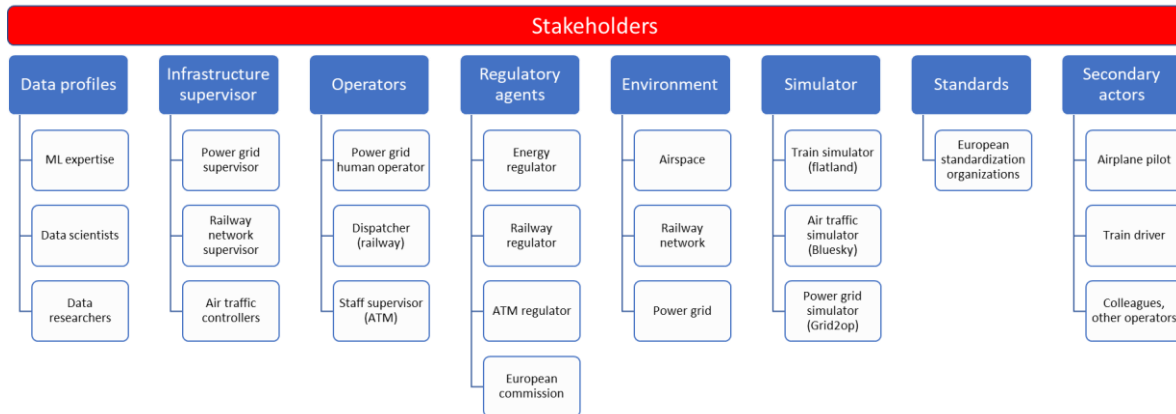 Stakeholders
Data profiles
ML expertise
Data scientists
Data
researchers
Infrastructure
supervisor
Power grid
supervisor
Railway
network
supervisor
Air traffic
controllers
Operators
Power grid
human operator
Dispatcher
(railway)
Staff supervisor
(ATM)
Regulatory
agents
Energy
regulator
Railway
regulator
ATM regulator
European
commission
Environment
Airspace
Railway
network
Power grid
Simulator
Train simulator
(flatland)
Air traffic
simulator
(Bluesky)
Power grid
simulator
(Grid2op)
Standards
European
standardization
organizations
Secondary
actors
Airplane pilot
Train driver
Colleagues,
other operators